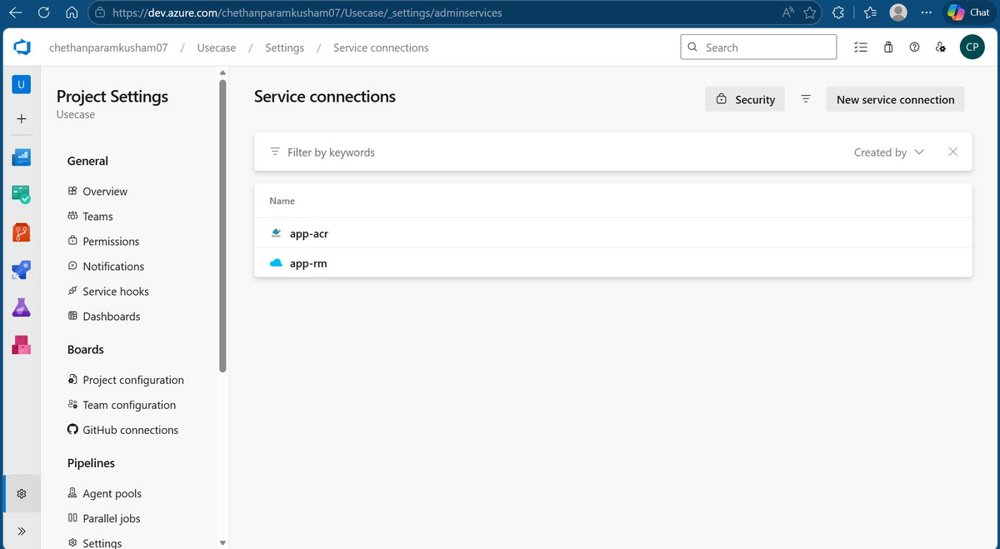 https://dev.azure.com/chethanparamkusham07/Usecase/_settings/adminservices
Chat
chethanparamkusham07 / Usecase / Settings / Service connections
Search
CP
U
Project Settings
Usecase
General
Overview
Teams
Permissions
Notifications
Service hooks
Dashboards
Boards
Project configuration
Team configuration
GitHub connections
Pipelines
Agent pools
Parallel jobs
Settings
Service connections
Security
New service connection
Filter by keywords
Created by
Name
app-acr
app-rm